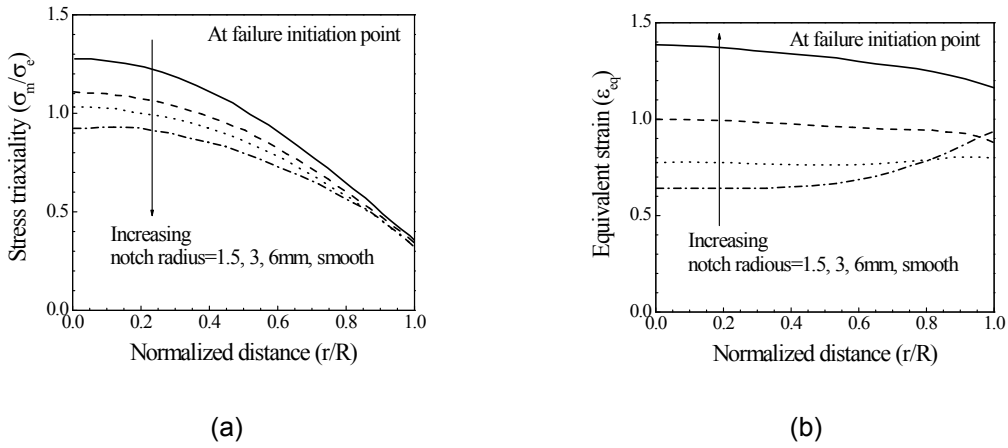 At failure initiation point
Stress triaxiality (σm/σe)
1.5
1.0
0.5
0.0
Increasing
notch radius=1.5, 3, 6mm, smooth
0.0 0.2 0.4 0.6 0.8 1.0
Normalized distance (r/R)
(a)
At failure initiation point
Equivalent strain (εeq)
1.5
1.0
0.5
0.0
Increasing
notch radious=1.5, 3, 6mm, smooth
0.0 0.2 0.4 0.6 0.8 1.0
Normalized distance (r/R)
(b)